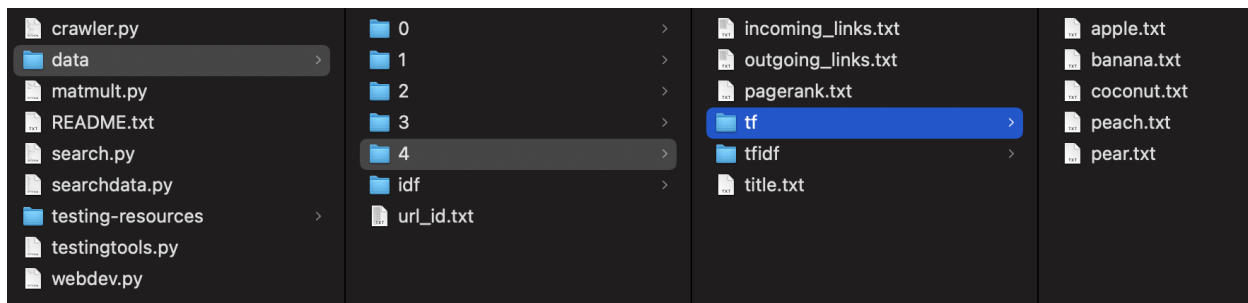 crawler.py
data
matmult.py
README.txt
search.py
searchdata.py
testing-resources
testingtools.py
webdev.py
0
1
2
3
4
idf
url_id.txt
incoming_links.txt
outgoing_links.txt
pagerank.txt
tf
tfidf
title.txt
apple.txt
banana.txt
coconut.txt
peach.txt
pear.txt